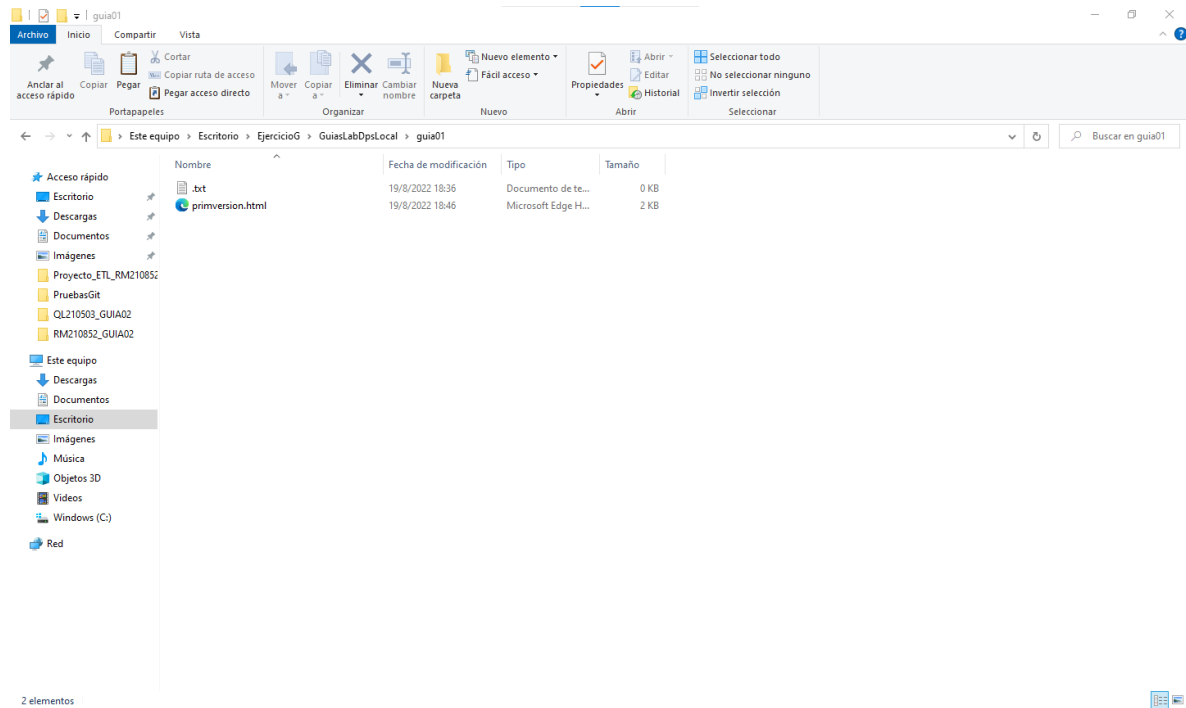 guia01
Archivo Inicio Compartir Vista
Anclar al acceso rápido
Copiar
Pegar
Cortar
Copiar ruta de acceso
Pegar acceso directo
Portapapeles
Mover a
Copiar a
Eliminar
Cambiar nombre
Organizar
Nueva carpeta
Nuevo elemento
Fácil acceso
Nuevo
Propiedades
Abrir
Editar
Historial
Abrir
Seleccionar todo
No seleccionar ninguno
Invertir selección
Seleccionar
Este equipo > Escritorio > EjercicioG > GuiasLabDpsLocal > guia01
Buscar en guia01
Nombre Fecha de modificación Tipo Tamaño
.txt 19/8/2022 18:36 Documento de te... 0 KB
primversion.html 19/8/2022 18:46 Microsoft Edge H... 2 KB
Acceso rápido
Escritorio
Descargas
Documentos
Imágenes
Proyecto_ETL_RM210852
PruebasGit
QL210503_GUIA02
RM210852_GUIA02
Este equipo
Descargas
Documentos
Escritorio
Imágenes
Música
Objetos 3D
Videos
Windows (C:)
Red
2 elementos